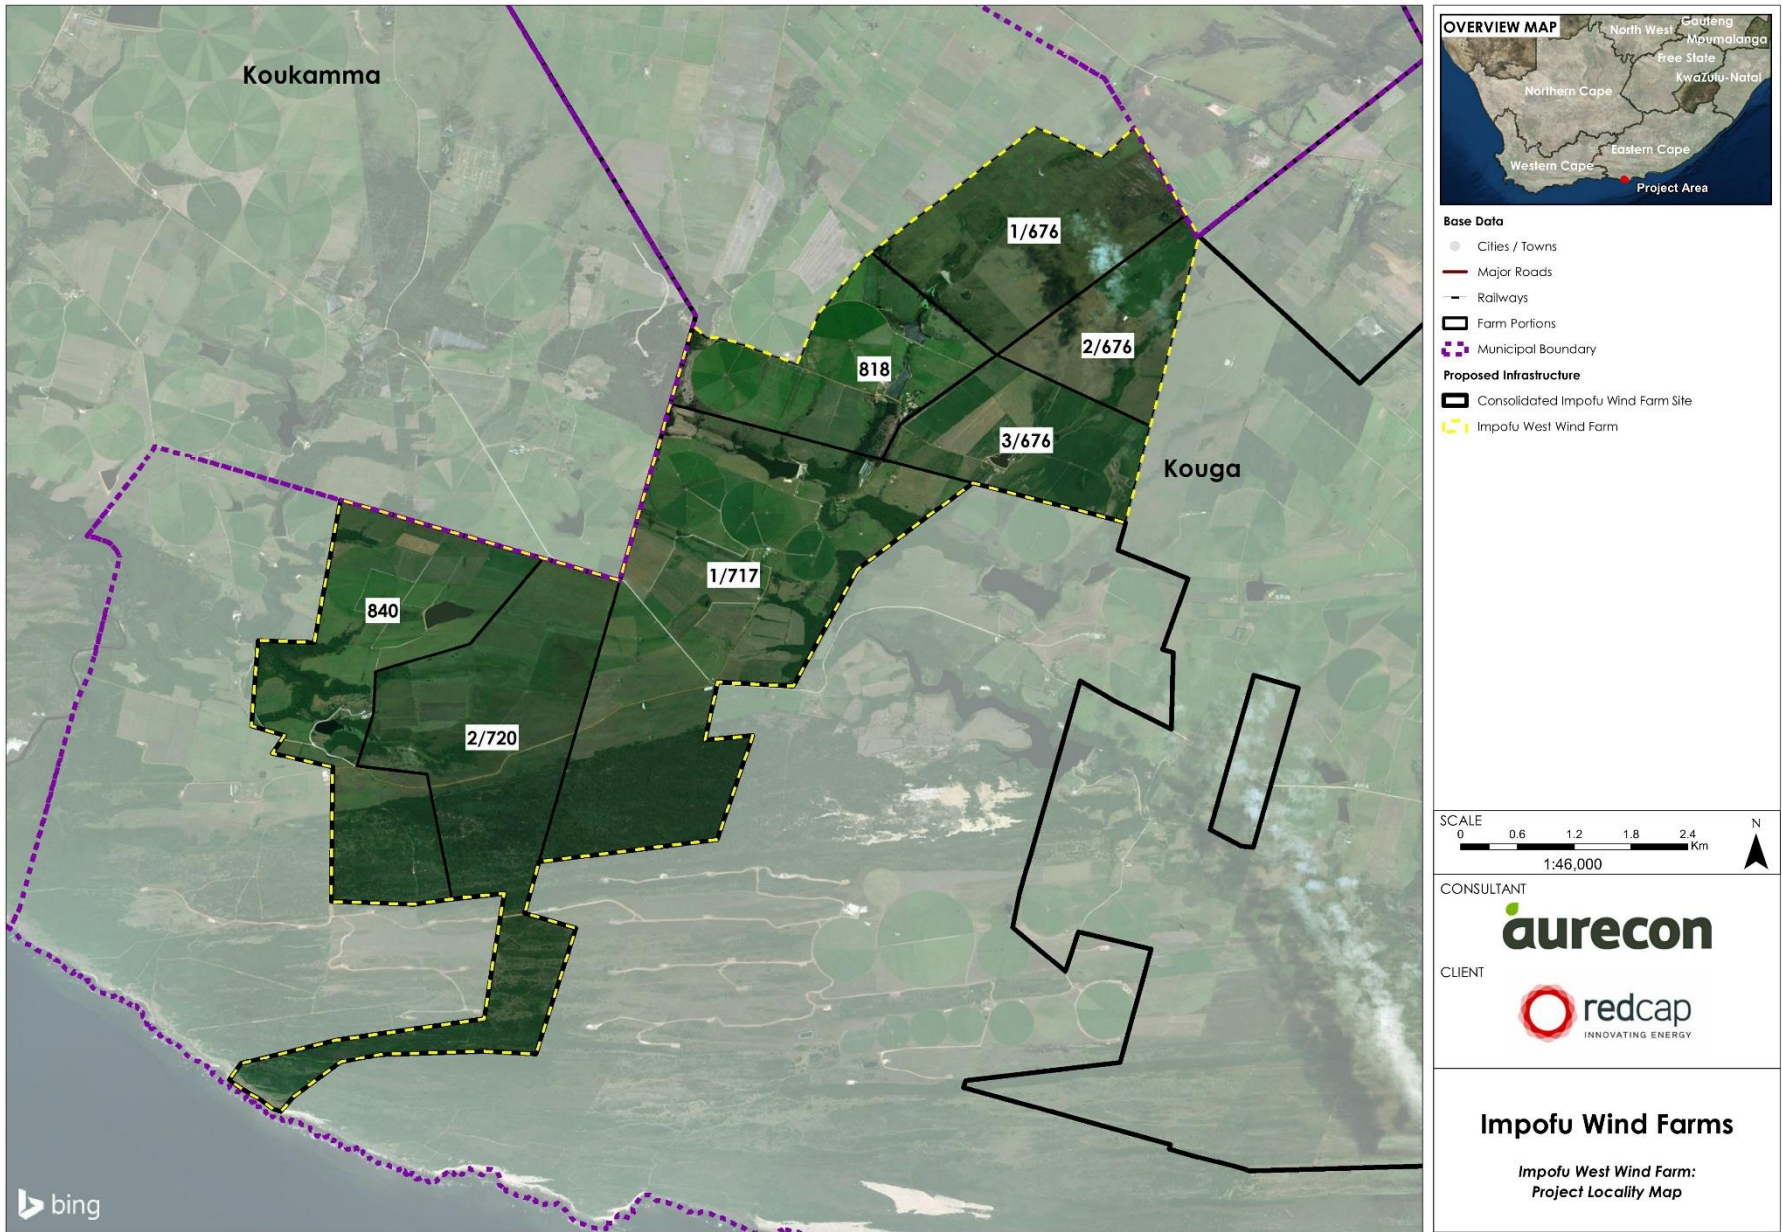 Koukamma
1/676
2/676
818
3/676
Kouga
1/717
840
2/720
bing
OVERVIEW MAP
Gauteng
North West
Mpumalanga
Free State
KwaZulu-Natal
Northern Cape
Eastern Cape
Western Cape
Project Area
Base Data
Cities / Towns
Major Roads
Railways
Farm Portions
Municipal Boundary
Proposed Infrastructure
Consolidated Impofu Wind Farm Site
Impofu West Wind Farm
SCALE
N
0 0.6 1.2 1.8 2.4
Km
1:46,000
CONSULTANT
aurecon
CLIENT
redcap
INNOVATING ENERGY
Impofu Wind Farms
Impofu West Wind Farm:
Project Locality Map